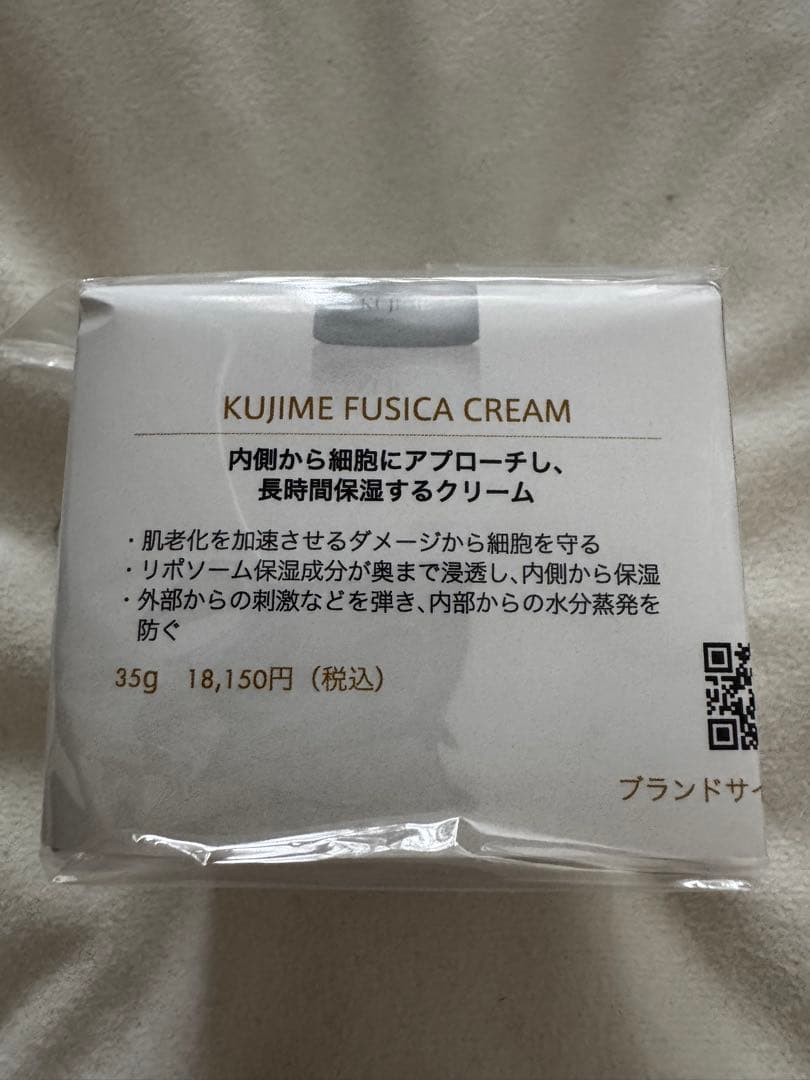 KUJIME FUSICA CREAM
内側から細胞にアプローチし、
長時間保湿するクリーム
・肌老化を加速させるダメージから細胞を守る
・リポソーム保湿成分が奥まで浸透し、内側から保湿
・外部からの刺激などを弾き、内部からの水分蒸発を
防ぐ
35g 18,150円（税込）
ブランドサイ